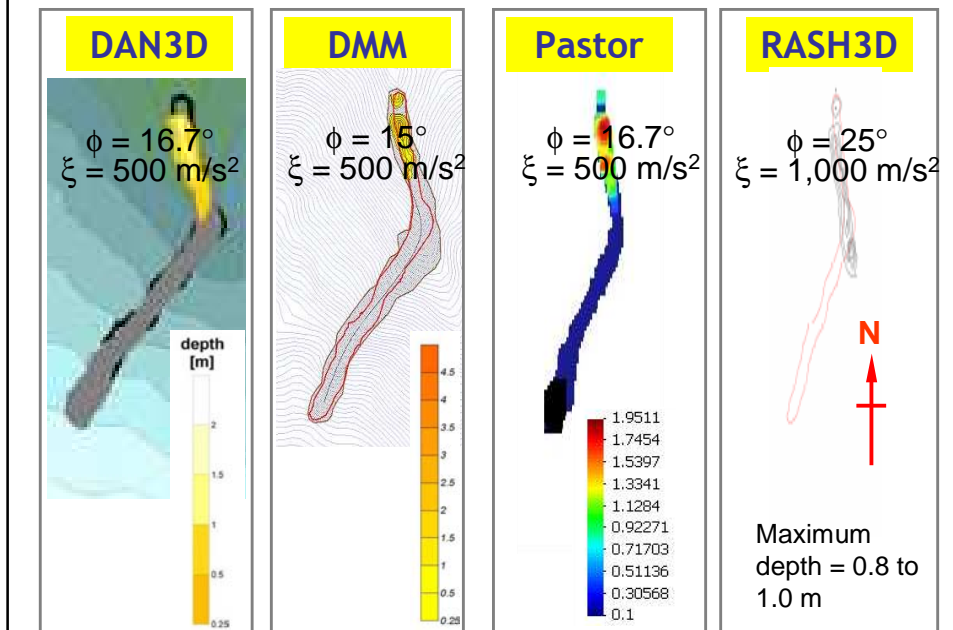 DAN3D
ϕ = 16.7°
ξ = 500 m/s²
depth
[m]
2
1.5
1
0.5
0.25
DMM
ϕ = 15°
ξ = 500 m/s²
4.5
4
3.5
3
2.5
2
1.5
1
0.5
0.25
Pastor
ϕ = 16.7°
ξ = 500 m/s²
1.9511
1.7454
1.5397
1.3341
1.1284
0.92271
0.71703
0.51136
0.30568
0.1
RASH3D
ϕ = 25°
ξ = 1,000 m/s²
N
Maximum
depth = 0.8 to
1.0 m